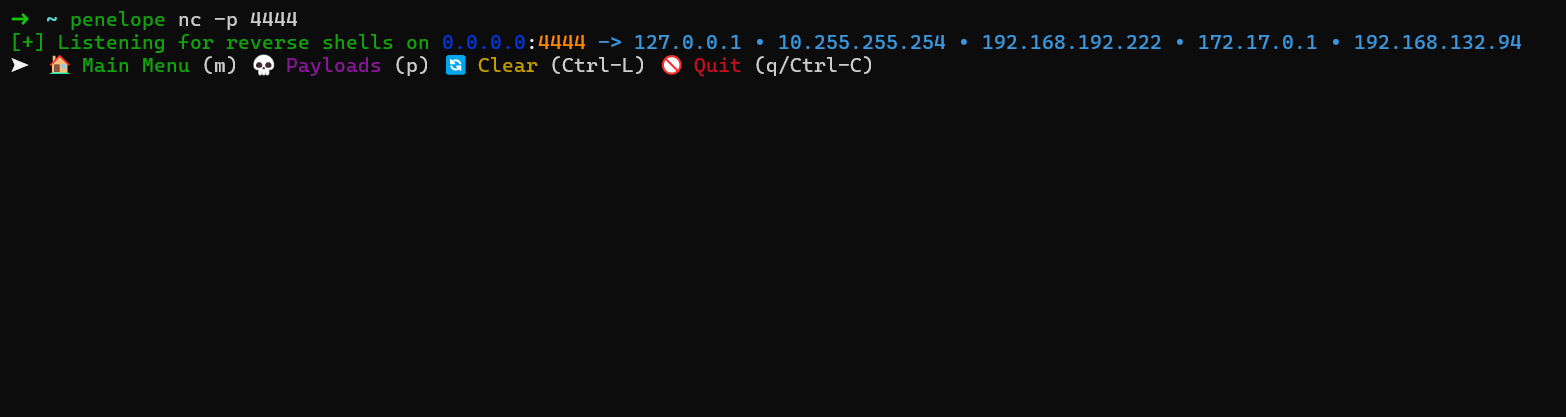 ➜ ~ penelope nc -p 4444
[+] Listening for reverse shells on 0.0.0.0:4444 -> 127.0.0.1 • 10.255.255.254 • 192.168.192.222 • 172.17.0.1 • 192.168.132.94
➤ 🏠 Main Menu (m) 💀 Payloads (p) 🔄 Clear (Ctrl-L) 🚫 Quit (q/Ctrl-C)